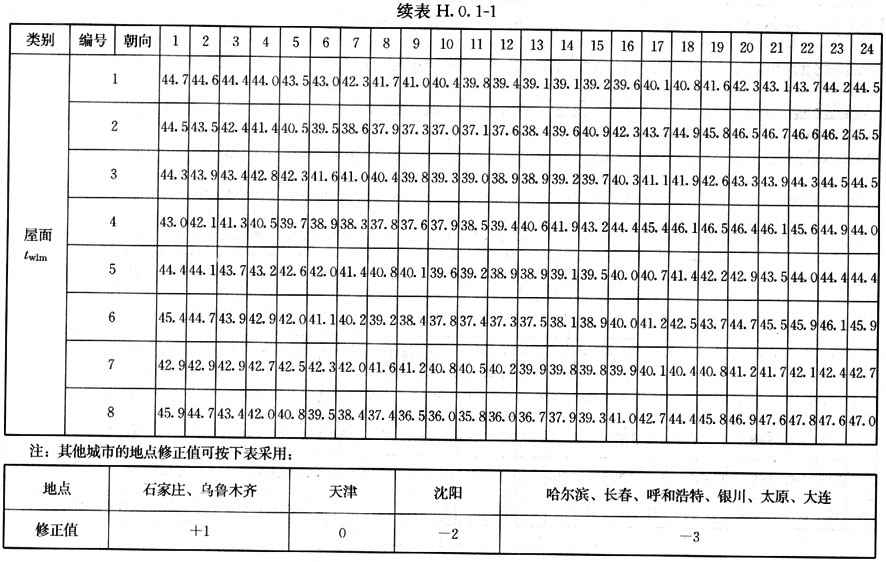 续表 H.0.1-1
类别 编号 朝向 1 2 3 4 5 6 7 8 9 10 11 12 13 14 15 16 17 18 19 20 21 22 23 24
1 44.7 44.6 44.4 44.0 43.5 43.0 42.3 41.7 41.0 40.4 39.8 39.4 39.1 39.1 39.2 39.6 40.1 40.8 41.6 42.3 43.1 43.7 44.2 44.5
2 44.5 43.5 42.4 41.4 40.5 39.5 38.6 37.9 37.3 37.0 37.1 37.6 38.4 39.6 40.9 42.3 43.7 44.9 45.8 46.5 46.7 46.6 46.2 45.5
3 44.3 43.9 43.4 42.8 42.3 41.6 41.0 40.4 39.8 39.3 39.0 38.9 38.9 39.2 39.7 40.3 41.1 41.9 42.6 43.3 43.9 44.3 44.5 44.5
屋面
4 43.0 42.1 41.3 40.5 39.7 38.9 38.3 37.8 37.6 37.9 38.5 39.4 40.6 41.9 43.2 44.4 45.4 46.1 46.5 46.4 46.1 45.6 44.9 44.0
twlm
5 44.4 44.1 43.7 43.2 42.6 42.0 41.4 40.8 40.1 39.6 39.2 38.9 38.9 39.1 39.5 40.0 40.7 41.4 42.2 42.9 43.5 44.0 44.4 44.4
6 45.4 44.7 43.9 42.9 42.0 41.1 40.2 39.2 38.4 37.8 37.4 37.3 37.5 38.1 38.9 40.0 41.2 42.5 43.7 44.7 45.5 45.9 46.1 45.9
7 42.9 42.9 42.9 42.7 42.5 42.3 42.0 41.6 41.2 40.8 40.5 40.2 39.9 39.8 39.8 39.9 40.1 40.4 40.8 41.2 41.7 42.1 42.4 42.7
8 45.9 44.7 43.4 42.0 40.8 39.5 38.4 37.4 36.5 36.0 35.8 36.0 36.7 37.9 39.3 41.0 42.7 44.4 45.8 46.9 47.6 47.8 47.6 47.0
注：其他城市的地点修正值可按下表采用：
地点 石家庄、乌鲁木齐 天津 沈阳 哈尔滨、长春、呼和浩特、银川、太原、大连
修正值 +1 0 −2 −3